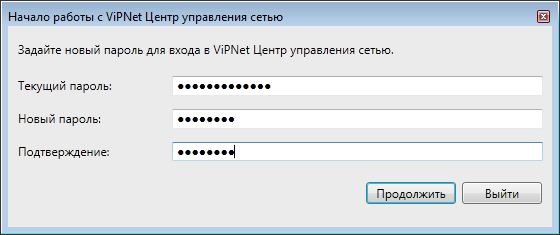 Начало работы с ViPNet Центр управления сетью
Задайте новый пароль для входа в ViPNet Центр управления сетью.
Текущий пароль: ●●●●●●●●●●●●●
Новый пароль: ●●●●●●●●
Подтверждение: ●●●●●●●●
Продолжить Выйти